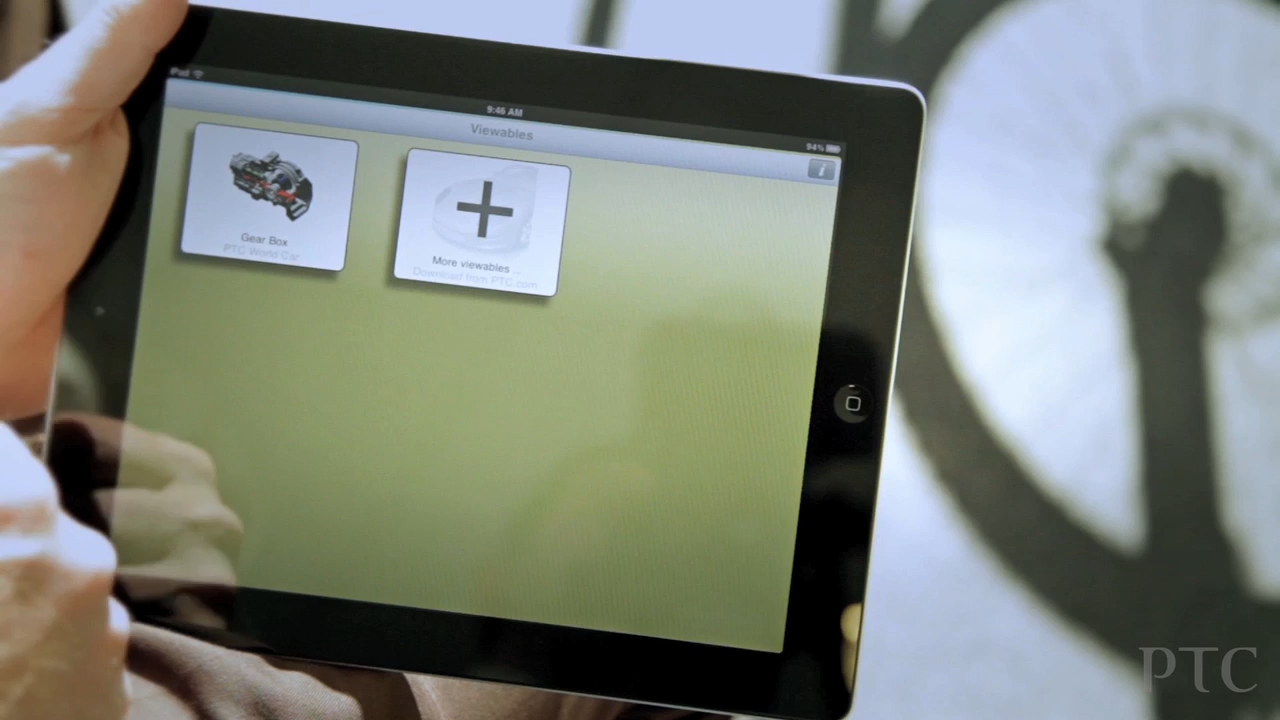 iPad
9:46 AM
94%
Viewables
i
Gear Box
PTC World Car
More viewables ...
Download from PTC.com
PTC